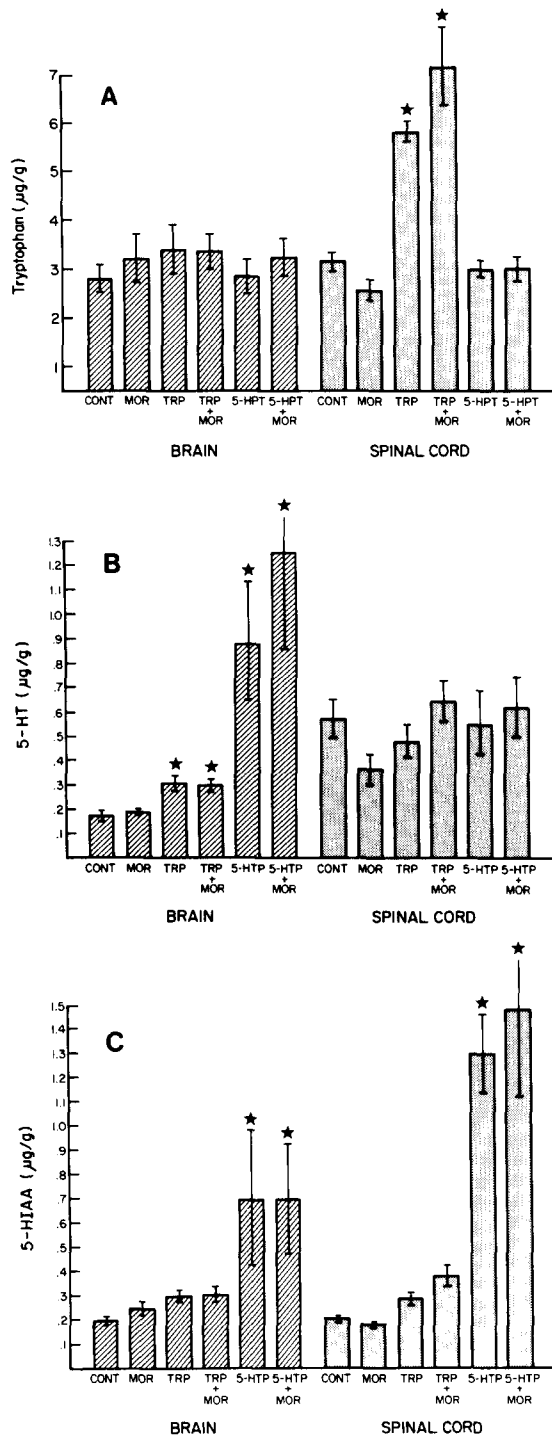 A
Tryptophan (μg/g)
7
6
5
4
3
2
1
CONT MOR TRP TRP + MOR 5-HPT 5-HPT + MOR
CONT MOR TRP TRP + MOR 5-HPT 5-HPT + MOR
BRAIN
SPINAL CORD
B
5-HT (μg/g)
1.3
1.2
1.1
1.0
.9
.8
.7
.6
.5
.4
.3
.2
.1
CONT MOR TRP TRP + MOR 5-HTP 5-HTP + MOR
CONT MOR TRP TRP + MOR 5-HTP 5-HTP + MOR
BRAIN
SPINAL CORD
C
5-HIAA (μg/g)
1.5
1.4
1.3
1.2
1.1
1.0
.9
.8
.7
.6
.5
.4
.3
.2
.1
CONT MOR TRP TRP + MOR 5-HTP 5-HTP + MOR
CONT MOR TRP TRP + MOR 5-HTP 5-HTP + MOR
BRAIN
SPINAL CORD